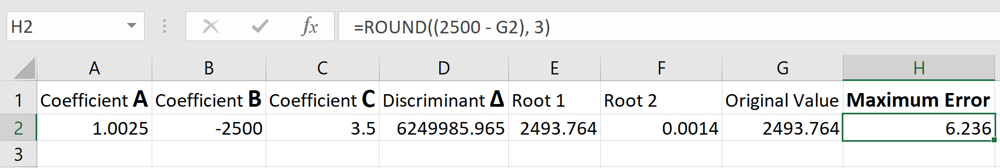 H2 fx =ROUND((2500 - G2), 3)
A B C D E F G H
1 Coefficient A Coefficient B Coefficient C Discriminant Δ Root 1 Root 2 Original Value Maximum Error
2 1.0025 -2500 3.5 6249985.965 2493.764 0.0014 2493.764 6.236
3